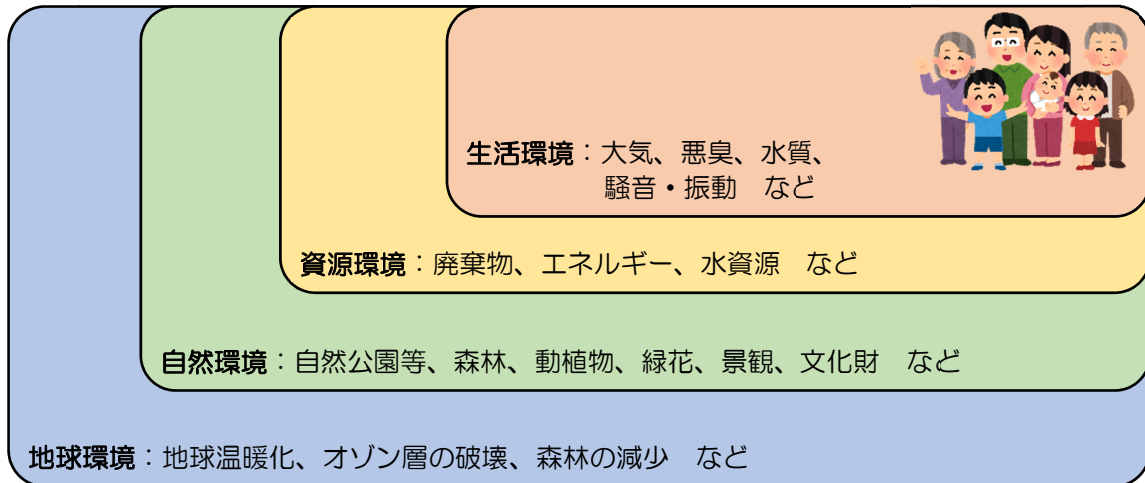 生活環境：大気、悪臭、水質、
騒音・振動　など
資源環境：廃棄物、エネルギー、水資源　など
自然環境：自然公園等、森林、動植物、緑花、景観、文化財　など
地球環境：地球温暖化、オゾン層の破壊、森林の減少　など